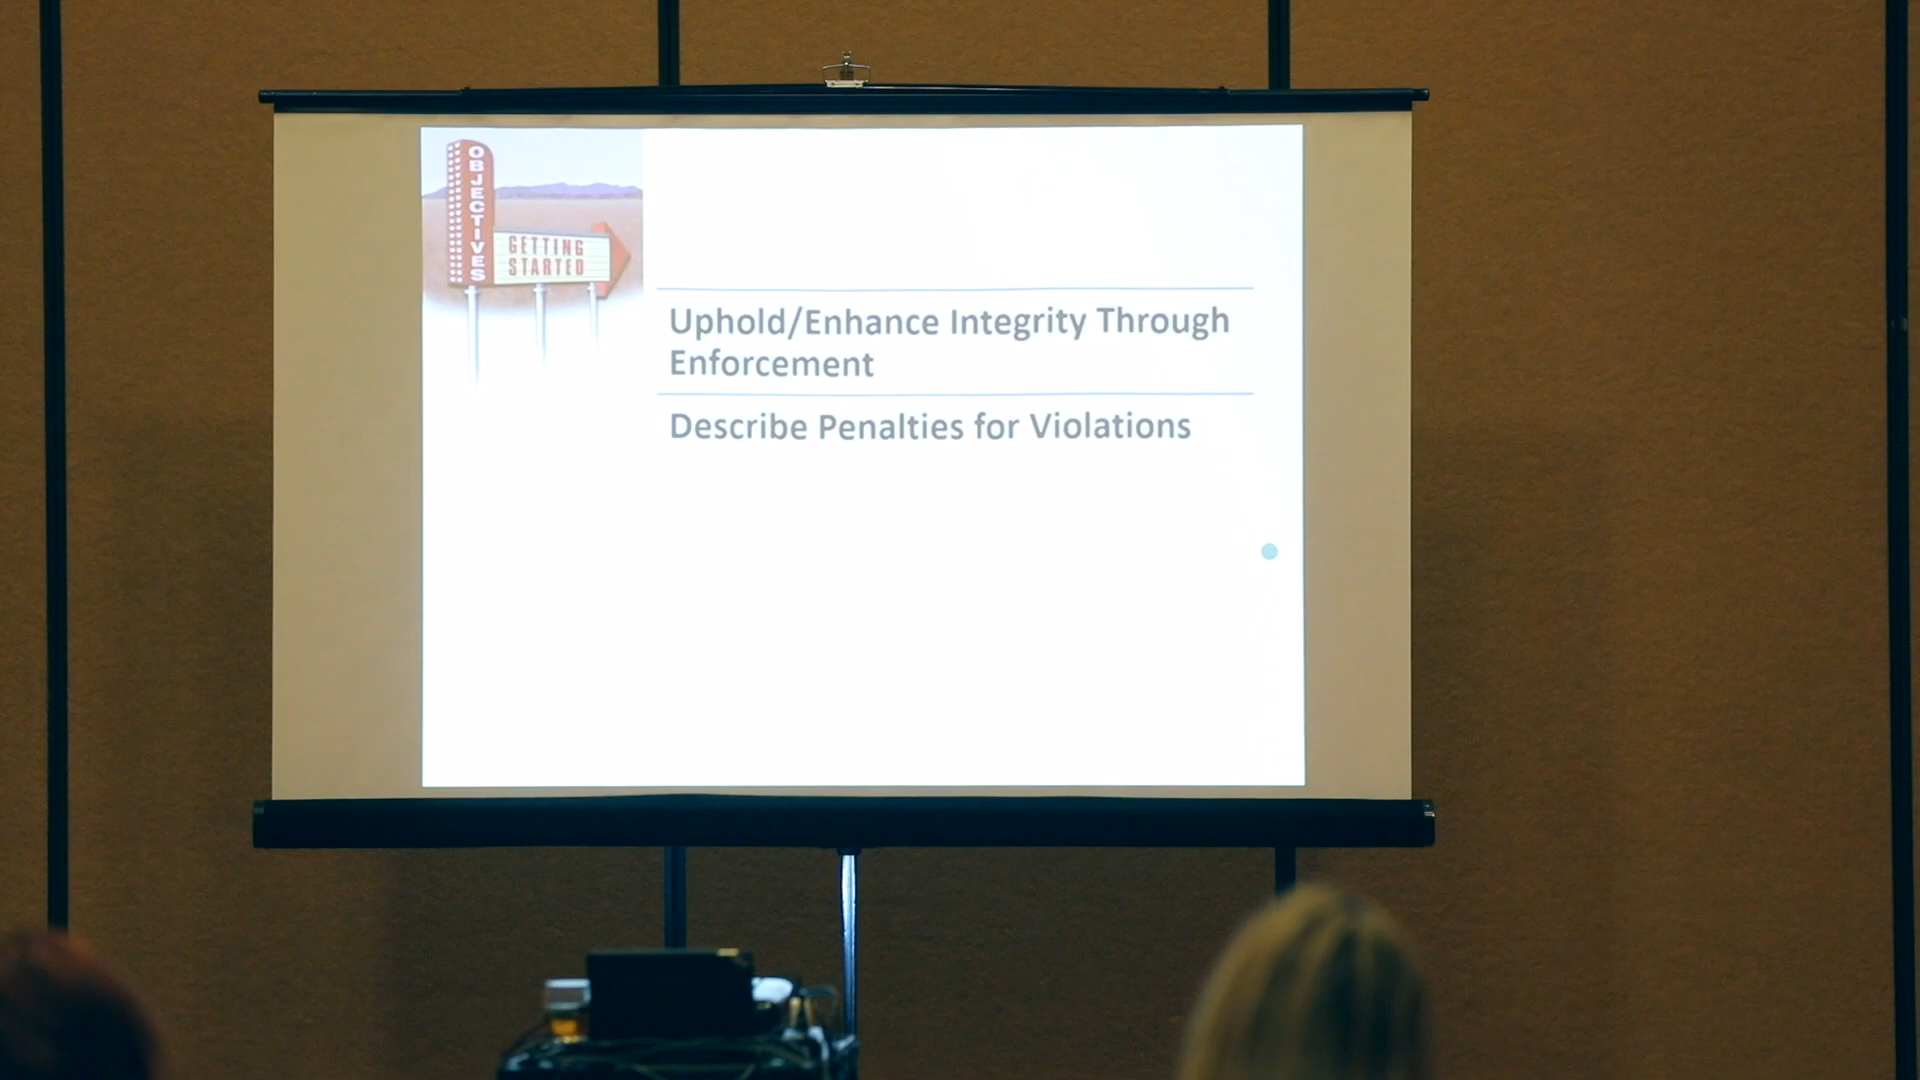 OBJECTIVES
GETTING
STARTED
Uphold/Enhance Integrity Through
Enforcement
Describe Penalties for Violations